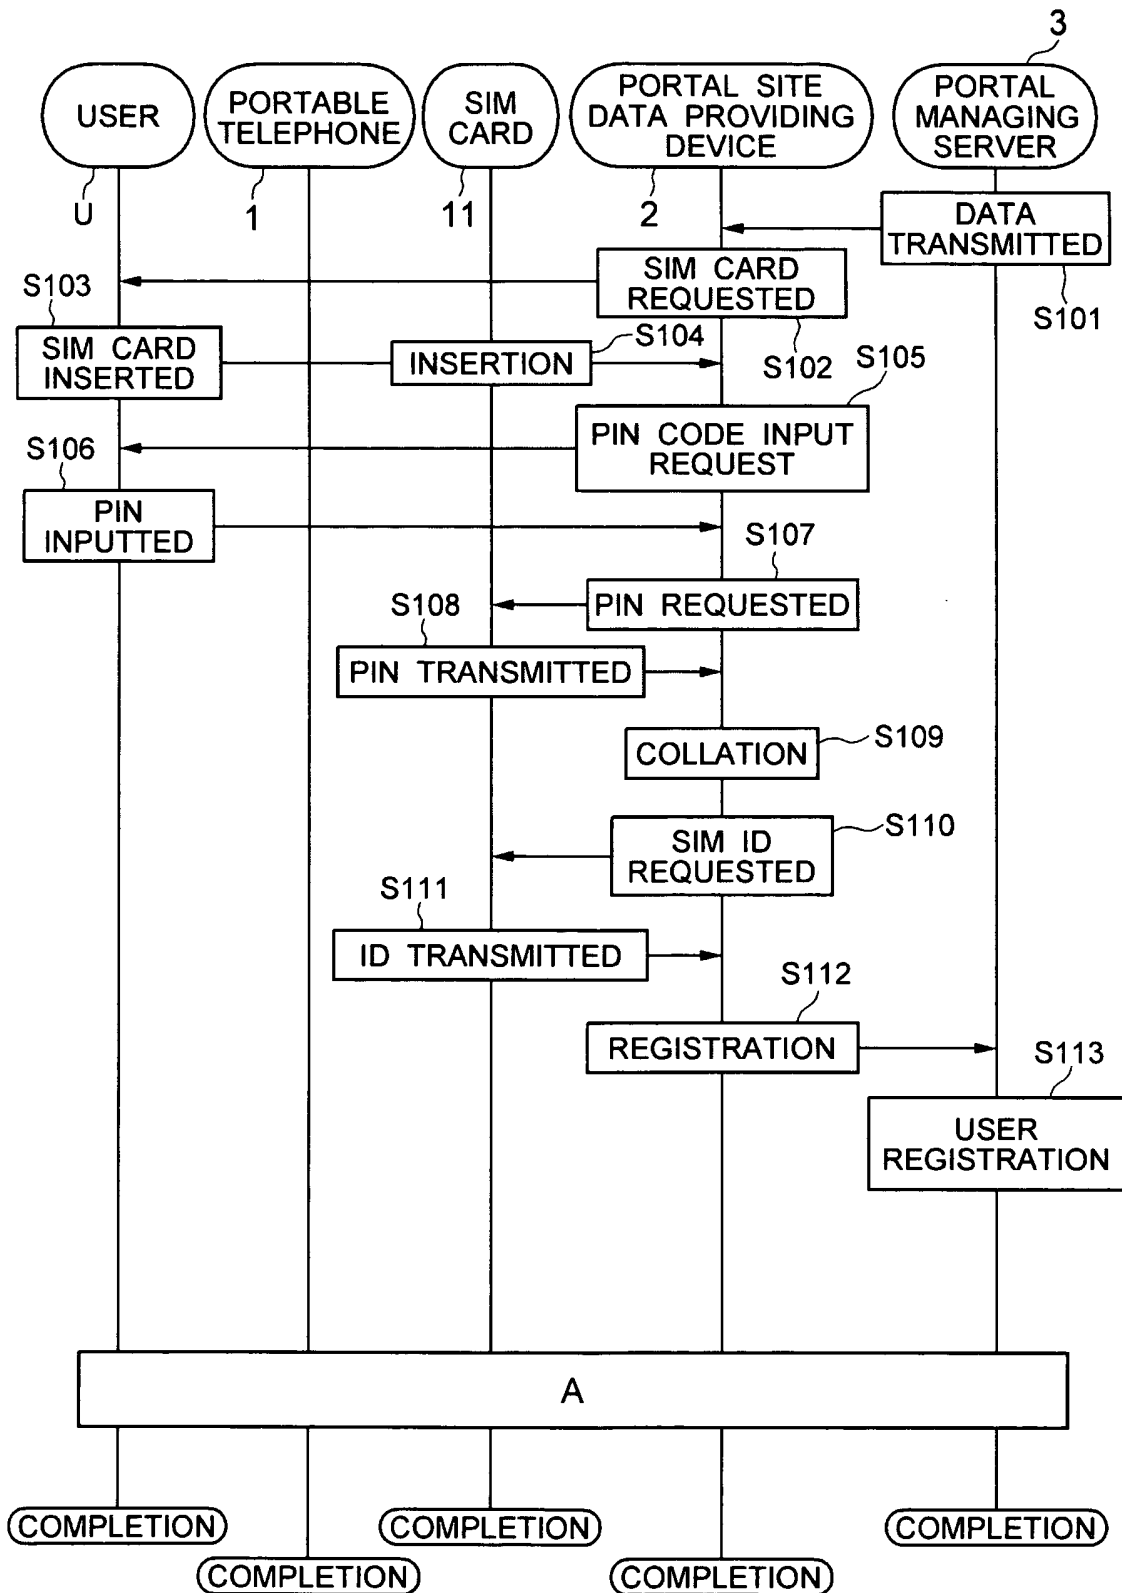 3
USER
PORTABLE
TELEPHONE
SIM
CARD
PORTAL SITE
DATA PROVIDING
DEVICE
PORTAL
MANAGING
SERVER
U
1
11
2
DATA
TRANSMITTED
S101
SIM CARD
REQUESTED
S102
S103
SIM CARD
INSERTED
INSERTION
S104
S105
PIN CODE INPUT
REQUEST
S106
PIN
INPUTTED
S107
PIN REQUESTED
S108
PIN TRANSMITTED
COLLATION
S109
SIM ID
REQUESTED
S110
S111
ID TRANSMITTED
S112
REGISTRATION
S113
USER
REGISTRATION
A
COMPLETION
COMPLETION
COMPLETION
COMPLETION
COMPLETION